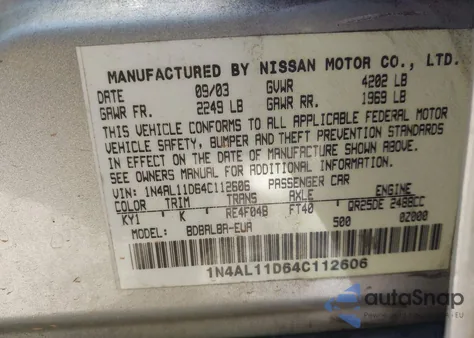 MANUFACTURED BY NISSAN MOTOR CO., LTD.
DATE 09/03 GVWR 4202 LB
GAWR FR. 2249 LB GAWR RR. 1969 LB
THIS VEHICLE CONFORMS TO ALL APPLICABLE FEDERAL MOTOR
VEHICLE SAFETY, BUMPER AND THEFT PREVENTION STANDARDS
IN EFFECT ON THE DATE OF MANUFACTURE SHOWN ABOVE.
SEE OWNERS MANUAL FOR ADDITIONAL INFORMATION.
VIN: 1N4AL11D64C112606 PASSENGER CAR
COLOR TRIM TRANS AXLE ENGINE
KY1 K RE4F04B FT40 QR25DE 2488CC
MODEL: BDBALBA-EUA 500 02000
1N4AL11D64C112606
autoSnap